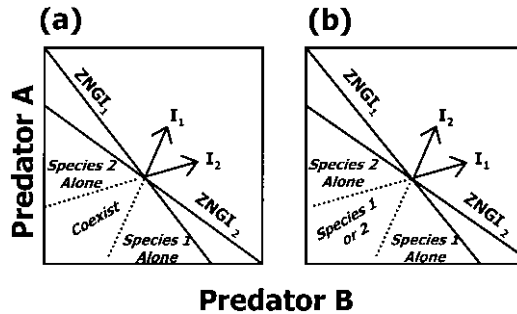 (a)
ZNGI1
I1
I2
Species 2
Alone
ZNGI2
Coexist
Species 1
Alone
(b)
ZNGI1
I2
I1
Species 2
Alone
ZNGI2
Species 1
or 2
Species 1
Alone
Predator A
Predator B